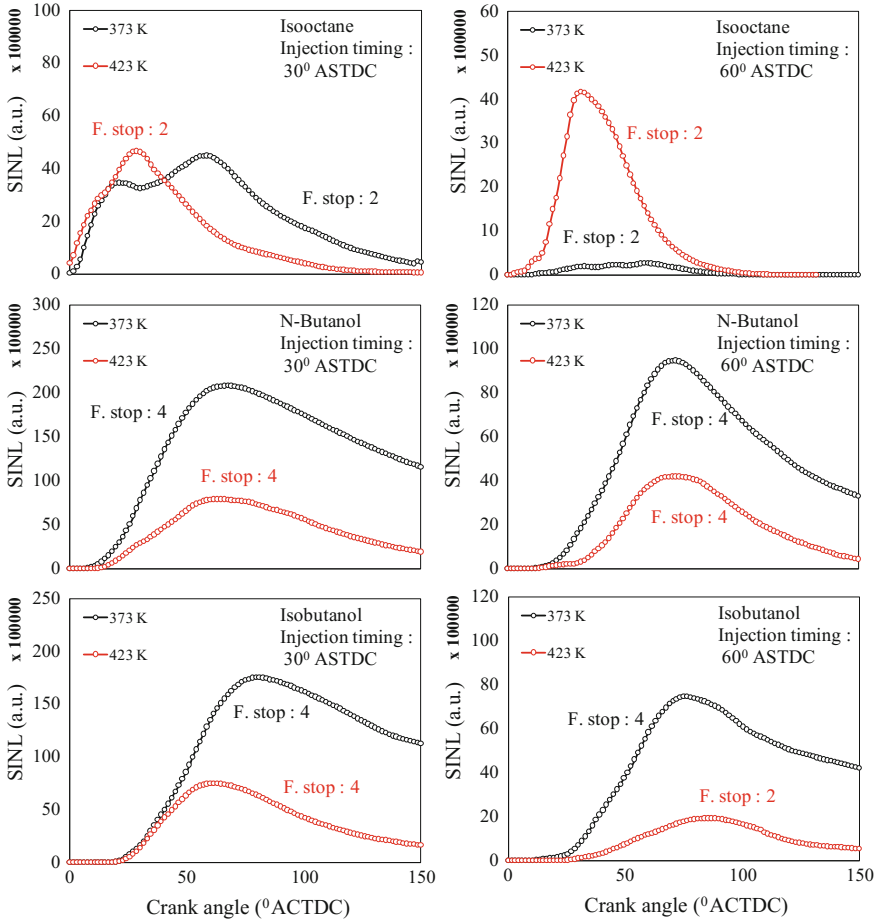 100
80
60
40
20
0
SINL (a.u.)
x 100000
373 K
423 K
Isooctane
Injection timing :
30⁰ ASTDC
F. stop : 2
F. stop : 2
60
50
40
30
20
10
0
SINL (a.u.)
x 100000
373 K
423 K
Isooctane
Injection timing :
60⁰ ASTDC
F. stop : 2
F. stop : 2
300
250
200
150
100
50
0
SINL (a.u.)
x 100000
373 K
423 K
N-Butanol
Injection timing :
30⁰ ASTDC
F. stop : 4
F. stop : 4
120
100
80
60
40
20
0
SINL (a.u.)
x 100000
373 K
423 K
N-Butanol
Injection timing :
60⁰ ASTDC
F. stop : 4
F. stop : 4
250
200
150
100
50
0
SINL (a.u.)
x 100000
373 K
423 K
Isobutanol
Injection timing :
30⁰ ASTDC
F. stop : 4
F. stop : 4
0 50 100 150
Crank angle (⁰ACTDC)
120
100
80
60
40
20
0
SINL (a.u.)
x 100000
373 K
423 K
Isobutanol
Injection timing :
60⁰ ASTDC
F. stop : 4
F. stop : 2
0 50 100 150
Crank angle (⁰ACTDC)